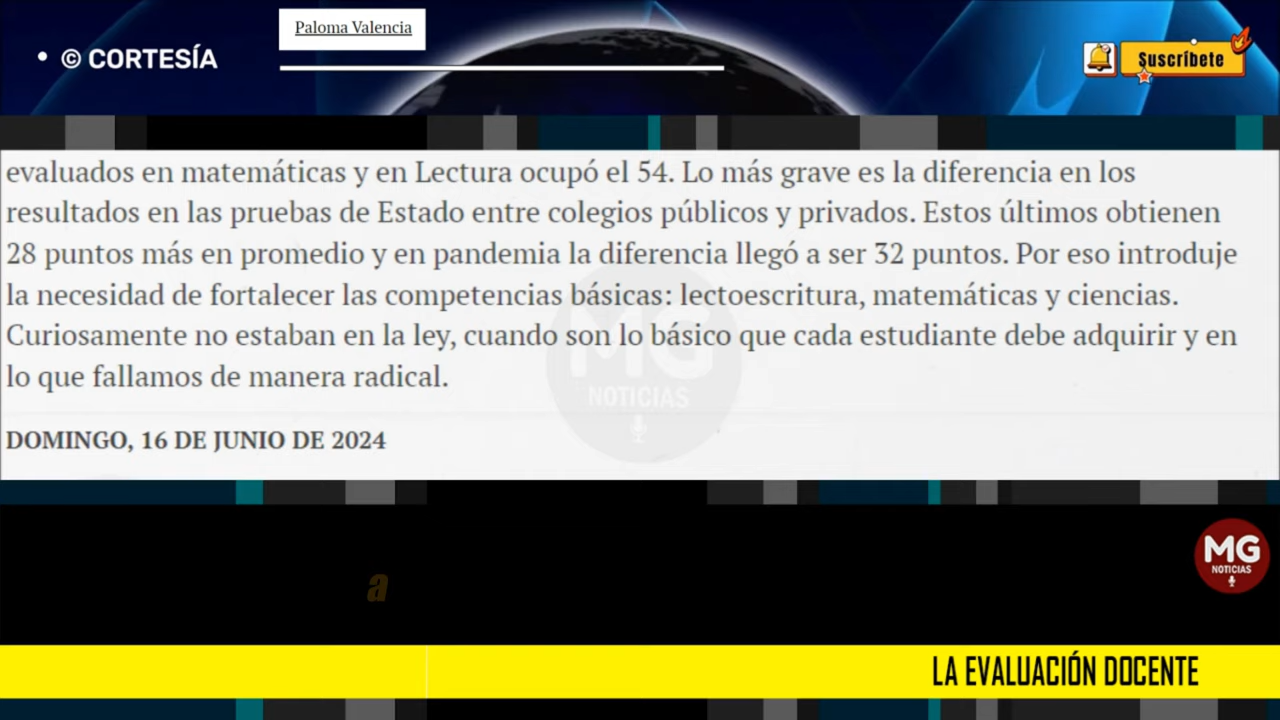 Paloma Valencia
© CORTESÍA
Suscríbete
evaluados en matemáticas y en Lectura ocupó el 54. Lo más grave es la diferencia en los
resultados en las pruebas de Estado entre colegios públicos y privados. Estos últimos obtienen
28 puntos más en promedio y en pandemia la diferencia llegó a ser 32 puntos. Por eso introduje
la necesidad de fortalecer las competencias básicas: lectoescritura, matemáticas y ciencias.
Curiosamente no estaban en la ley, cuando son lo básico que cada estudiante debe adquirir y en
lo que fallamos de manera radical.
MG
NOTICIAS
DOMINGO, 16 DE JUNIO DE 2024
MG
NOTICIAS
a
LA EVALUACIÓN DOCENTE